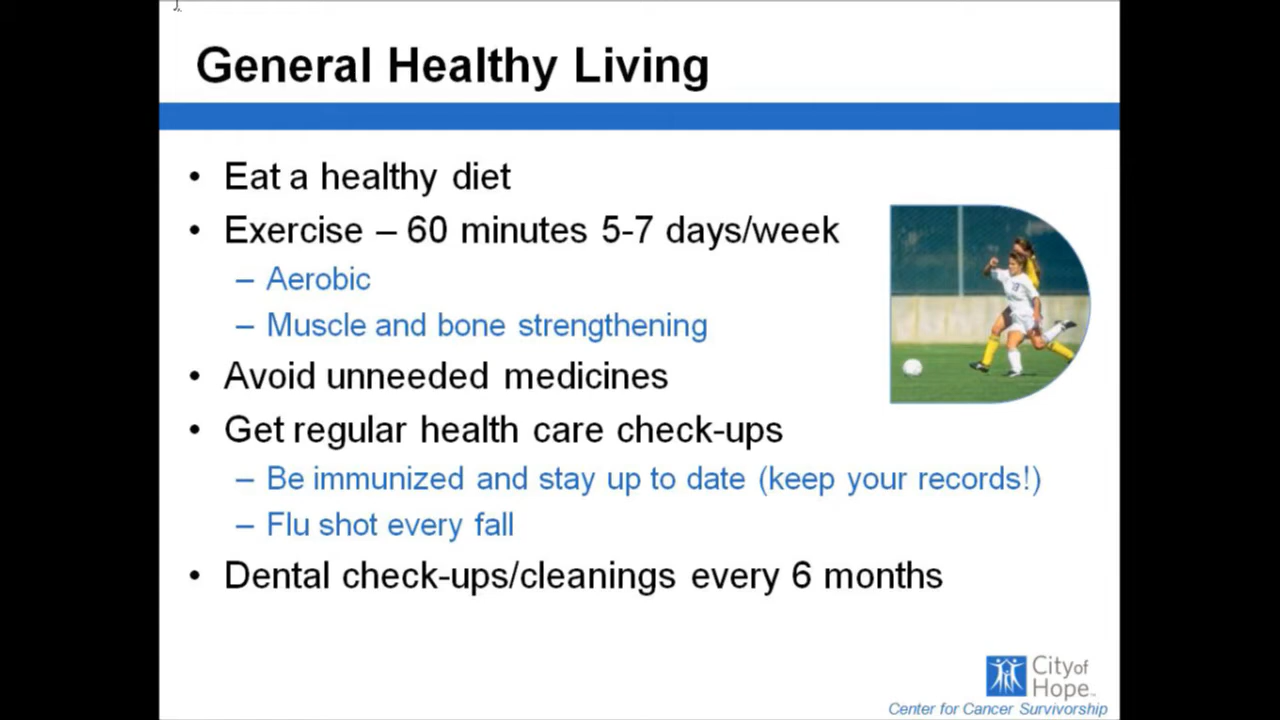 General Healthy Living
• Eat a healthy diet
• Exercise – 60 minutes 5-7 days/week
– Aerobic
– Muscle and bone strengthening
• Avoid unneeded medicines
• Get regular health care check-ups
– Be immunized and stay up to date (keep your records!)
– Flu shot every fall
• Dental check-ups/cleanings every 6 months
City of
Hope™
Center for Cancer Survivorship